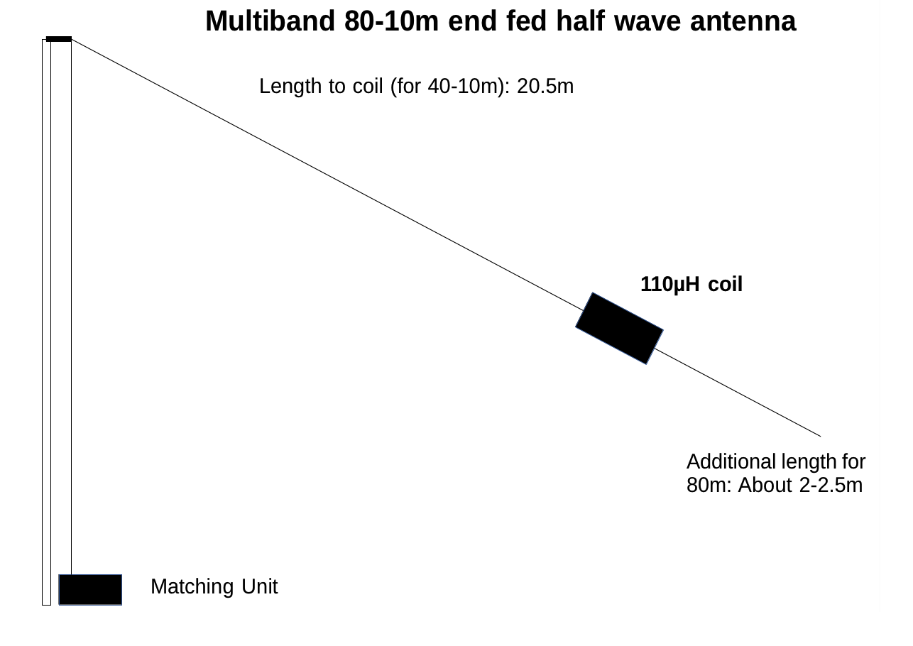 Multiband 80-10m end fed half wave antenna
Length to coil (for 40-10m): 20.5m
110µH coil
Additional length for
80m: About 2-2.5m
Matching Unit